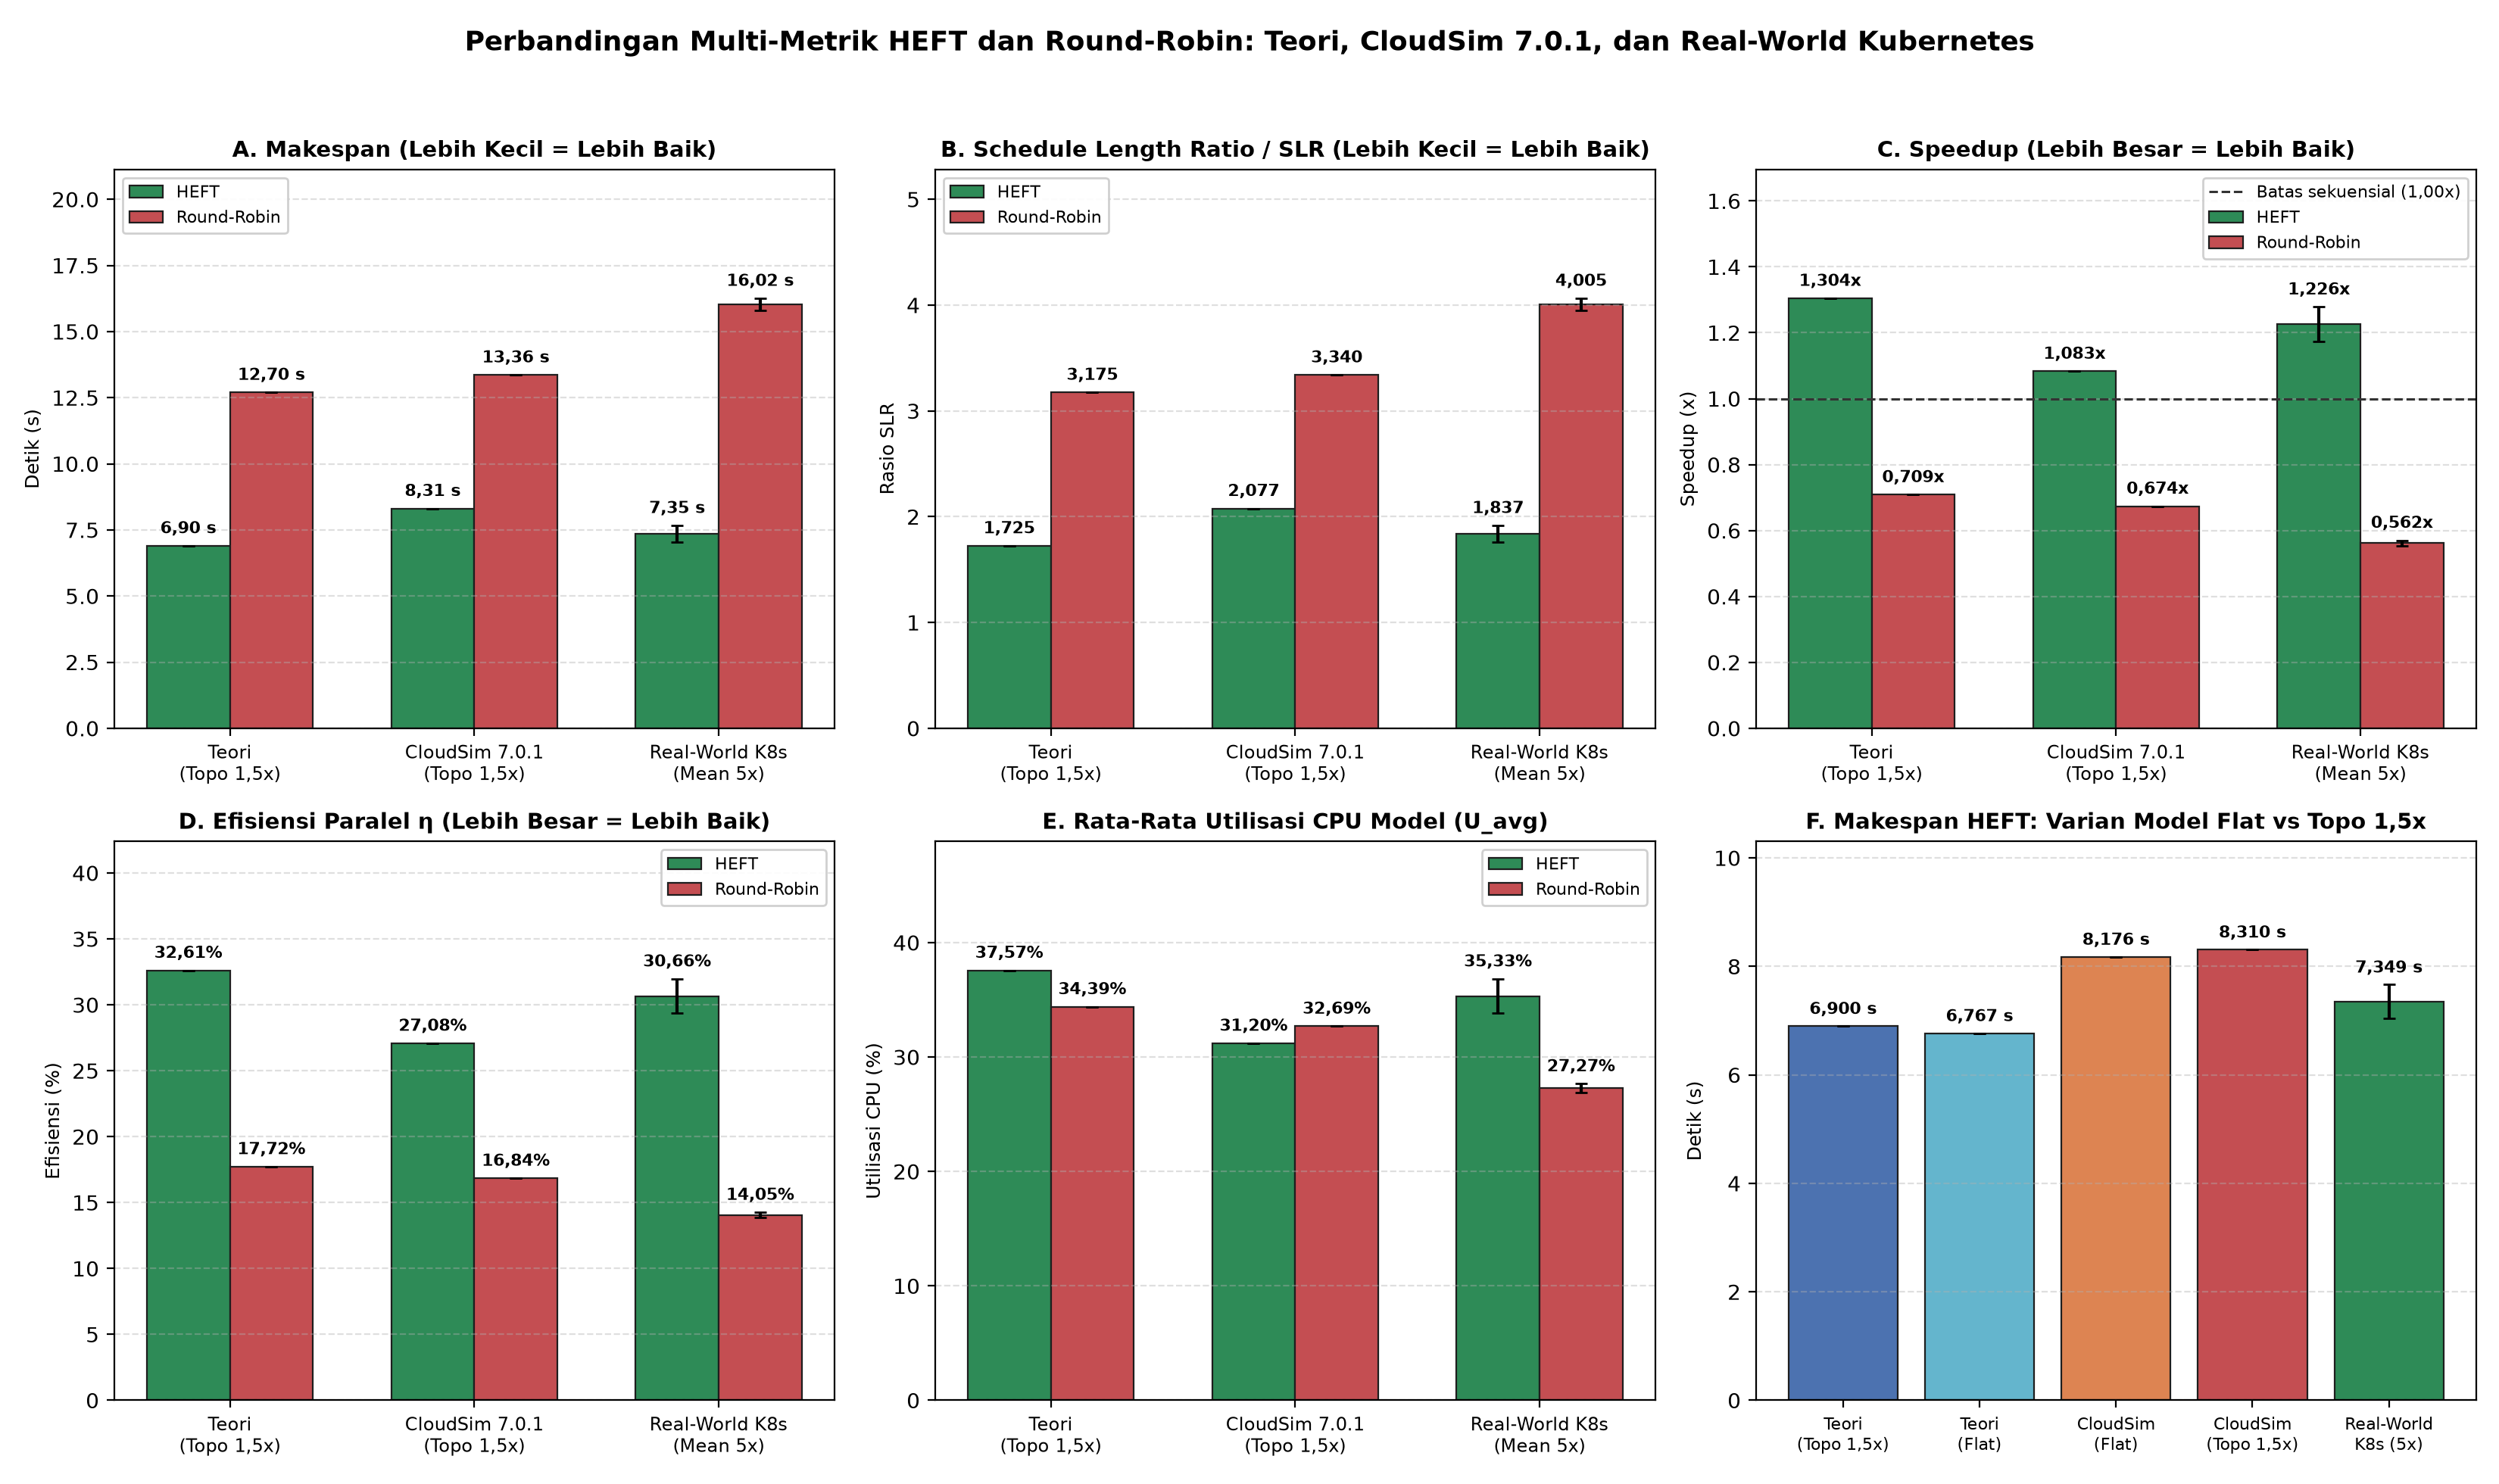 Perbandingan Multi-Metrik HEFT dan Round-Robin: Teori, CloudSim 7.0.1, dan Real-World Kubernetes
A. Makespan (Lebih Kecil = Lebih Baik)
HEFT
Round-Robin
Detik (s)
20.0
17.5
15.0
12.5
10.0
7.5
5.0
2.5
0.0
6,90 s
12,70 s
8,31 s
13,36 s
7,35 s
16,02 s
Teori
(Topo 1,5x)
CloudSim 7.0.1
(Topo 1,5x)
Real-World K8s
(Mean 5x)
B. Schedule Length Ratio / SLR (Lebih Kecil = Lebih Baik)
HEFT
Round-Robin
Rasio SLR
5
4
3
2
1
0
1,725
3,175
2,077
3,340
1,837
4,005
Teori
(Topo 1,5x)
CloudSim 7.0.1
(Topo 1,5x)
Real-World K8s
(Mean 5x)
C. Speedup (Lebih Besar = Lebih Baik)
Batas sekuensial (1,00x)
HEFT
Round-Robin
Speedup (x)
1.6
1.4
1.2
1.0
0.8
0.6
0.4
0.2
0.0
1,304x
0,709x
1,083x
0,674x
1,226x
0,562x
Teori
(Topo 1,5x)
CloudSim 7.0.1
(Topo 1,5x)
Real-World K8s
(Mean 5x)
D. Efisiensi Paralel η (Lebih Besar = Lebih Baik)
HEFT
Round-Robin
Efisiensi (%)
40
35
30
25
20
15
10
5
0
32,61%
17,72%
27,08%
16,84%
30,66%
14,05%
Teori
(Topo 1,5x)
CloudSim 7.0.1
(Topo 1,5x)
Real-World K8s
(Mean 5x)
E. Rata-Rata Utilisasi CPU Model (U_avg)
HEFT
Round-Robin
Utilisasi CPU (%)
40
30
20
10
0
37,57%
34,39%
31,20%
32,69%
35,33%
27,27%
Teori
(Topo 1,5x)
CloudSim 7.0.1
(Topo 1,5x)
Real-World K8s
(Mean 5x)
F. Makespan HEFT: Varian Model Flat vs Topo 1,5x
Detik (s)
10
8
6
4
2
0
6,900 s
6,767 s
8,176 s
8,310 s
7,349 s
Teori
(Topo 1,5x)
Teori
(Flat)
CloudSim
(Flat)
CloudSim
(Topo 1,5x)
Real-World
K8s (5x)